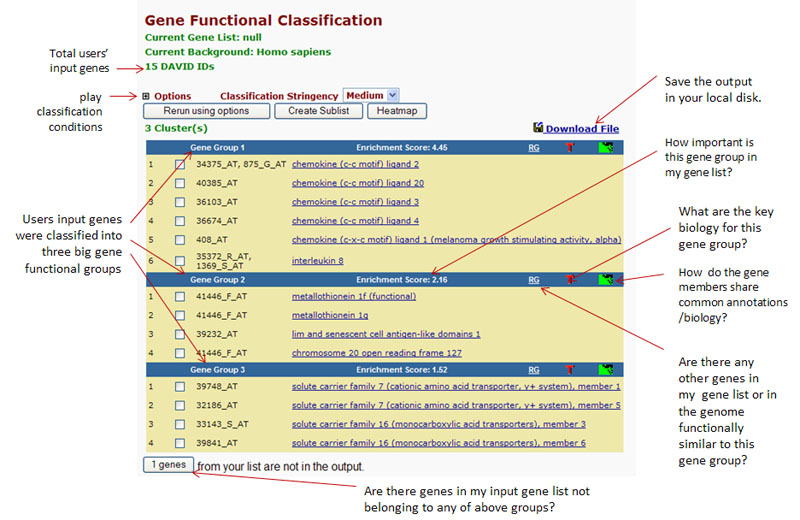 Gene Functional Classification
Current Gene List: null
Current Background: Homo sapiens
15 DAVID IDs
Total users'
input genes
play
classification
conditions
Options Classification Stringency Medium
Rerun using options Create Sublist Heatmap
3 Cluster(s) Download File
Save the output
in your local disk.
Gene Group 1 Enrichment Score: 4.45 RG T
1 34375_AT, 875_G_AT chemokine (c-c motif) ligand 2
2 40385_AT chemokine (c-c motif) ligand 20
3 36103_AT chemokine (c-c motif) ligand 3
4 36674_AT chemokine (c-c motif) ligand 4
5 408_AT chemokine (c-x-c motif) ligand 1 (melanoma growth stimulating activity, alpha)
6 35372_R_AT, 1369_S_AT interleukin 8
How important is
this gene group in
my gene list?
Users input genes
were classified into
three big gene
functional groups
What are the key
biology for this
gene group?
Gene Group 2 Enrichment Score: 2.16 RG T
1 41446_F_AT metallothionein 1f (functional)
2 41446_F_AT metallothionein 1g
3 39232_AT lim and senescent cell antigen-like domains 1
4 41446_F_AT chromosome 20 open reading frame 127
How do the gene
members share
common annotations
/biology?
Gene Group 3 Enrichment Score: 1.52 RG T
1 39748_AT solute carrier family 7 (cationic amino acid transporter, y+ system), member 1
2 32186_AT solute carrier family 7 (cationic amino acid transporter, y+ system), member 5
3 33143_S_AT solute carrier family 16 (monocarboxylic acid transporters), member 3
4 39841_AT solute carrier family 16 (monocarboxylic acid transporters), member 6
Are there any
other genes in
my gene list or in
the genome
functionally
similar to this
gene group?
1 genes from your list are not in the output.
Are there genes in my input gene list not
belonging to any of above groups?